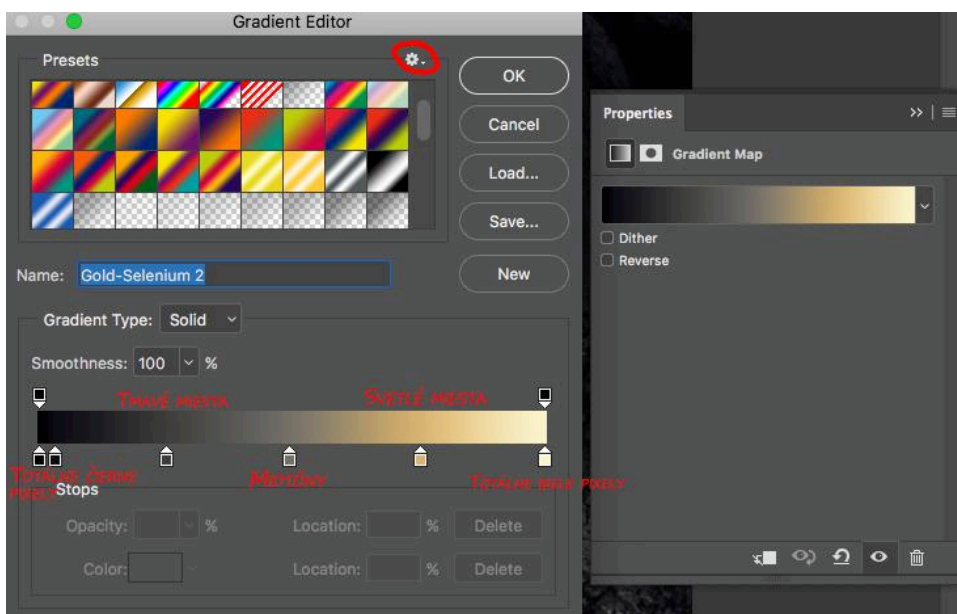 Gradient Editor
Presets
OK
Cancel
Load...
Save...
New
Name: Gold-Selenium 2
Gradient Type: Solid
Smoothness: 100 %
Tmavé miesta
Svetlé miesta
Totálne čierne pixely
Midtóny
Totálne biele pixely
Stops
Opacity: % Location: % Delete
Color: Location: % Delete
Properties
Gradient Map
Dither
Reverse